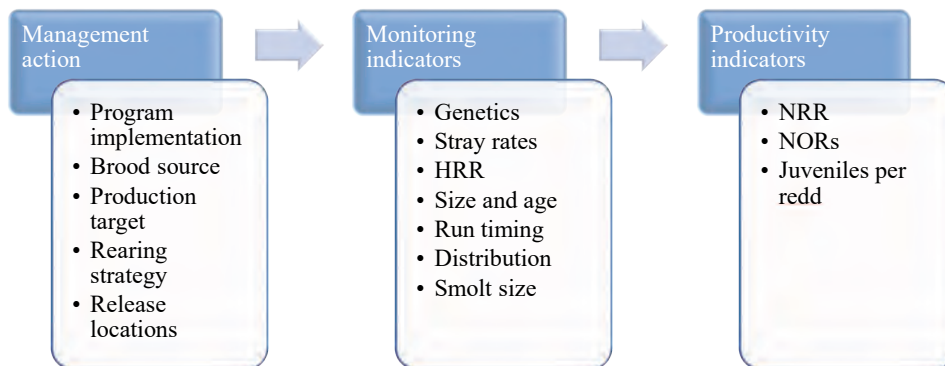 Management
action
• Program
implementation
• Brood source
• Production
target
• Rearing
strategy
• Release
locations
Monitoring
indicators
• Genetics
• Stray rates
• HRR
• Size and age
• Run timing
• Distribution
• Smolt size
Productivity
indicators
• NRR
• NORs
• Juveniles per
redd